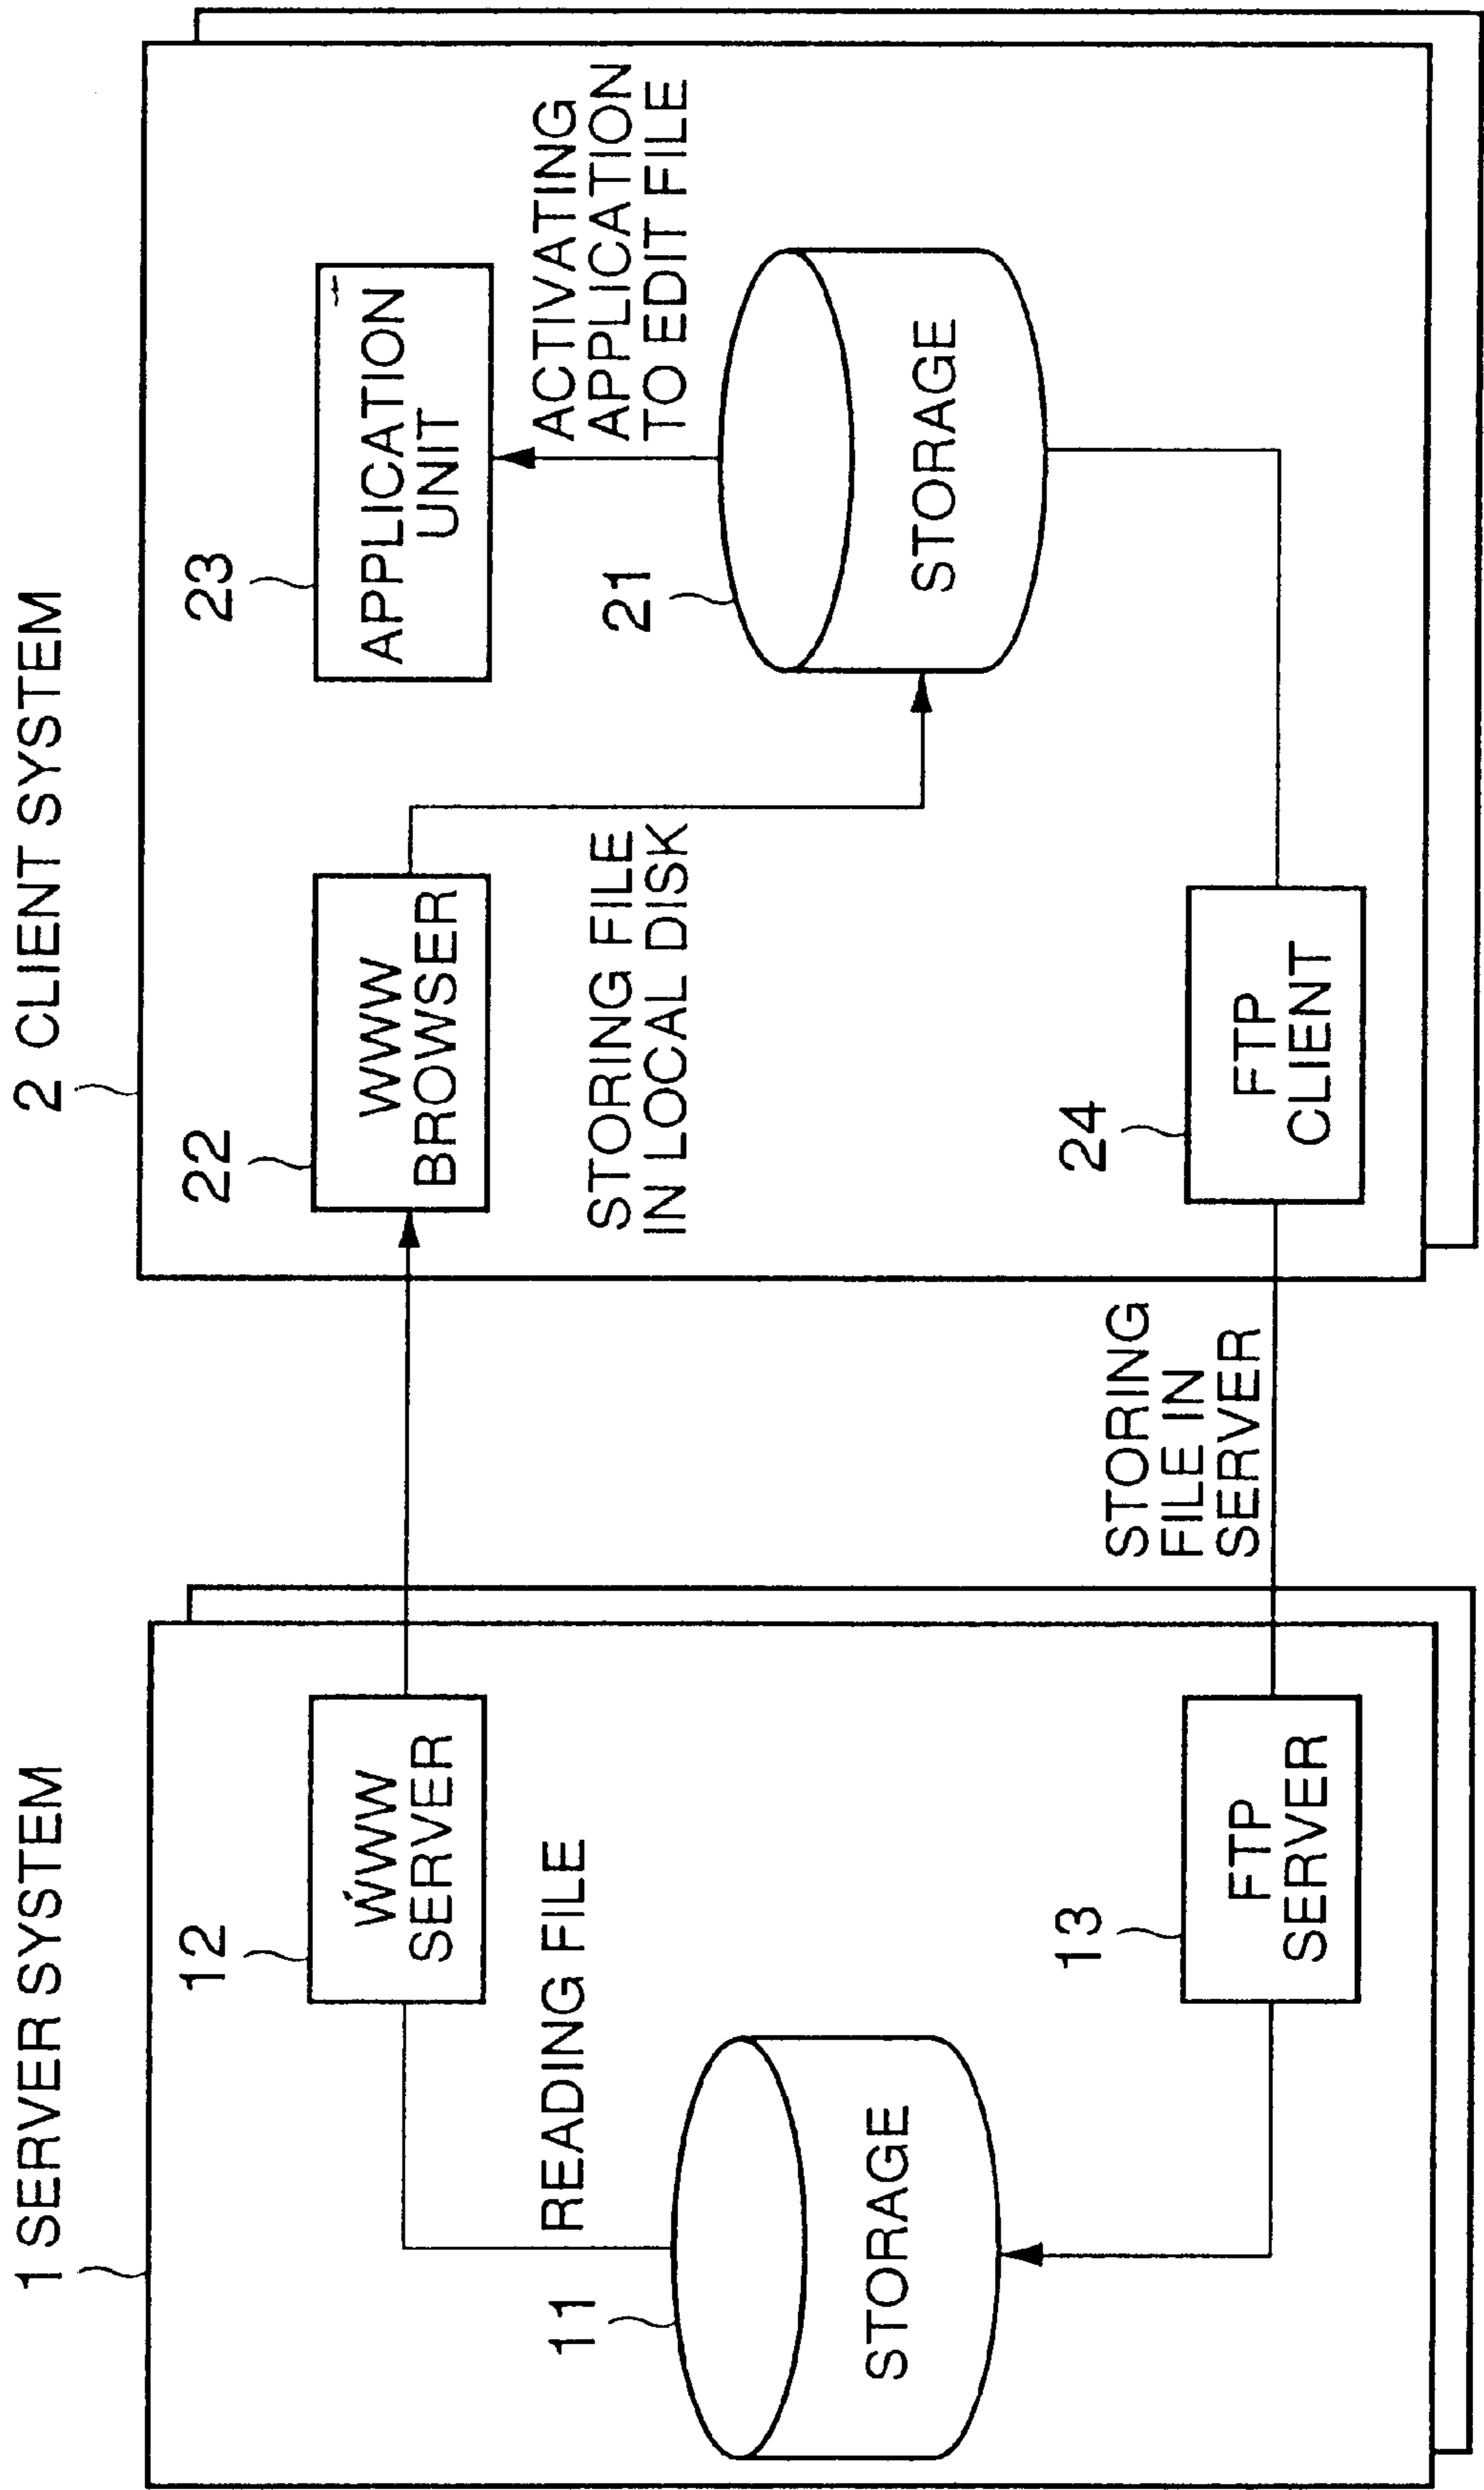 1 SERVER SYSTEM
12
WWW
SERVER
READING FILE
11
STORAGE
13
FTP
SERVER
STORING
FILE IN
SERVER
2 CLIENT SYSTEM
22
WWW
BROWSER
STORING FILE
IN LOCAL DISK
23
APPLICATION
UNIT
ACTIVATING
APPLICATION
TO EDIT FILE
21
STORAGE
24
FTP
CLIENT